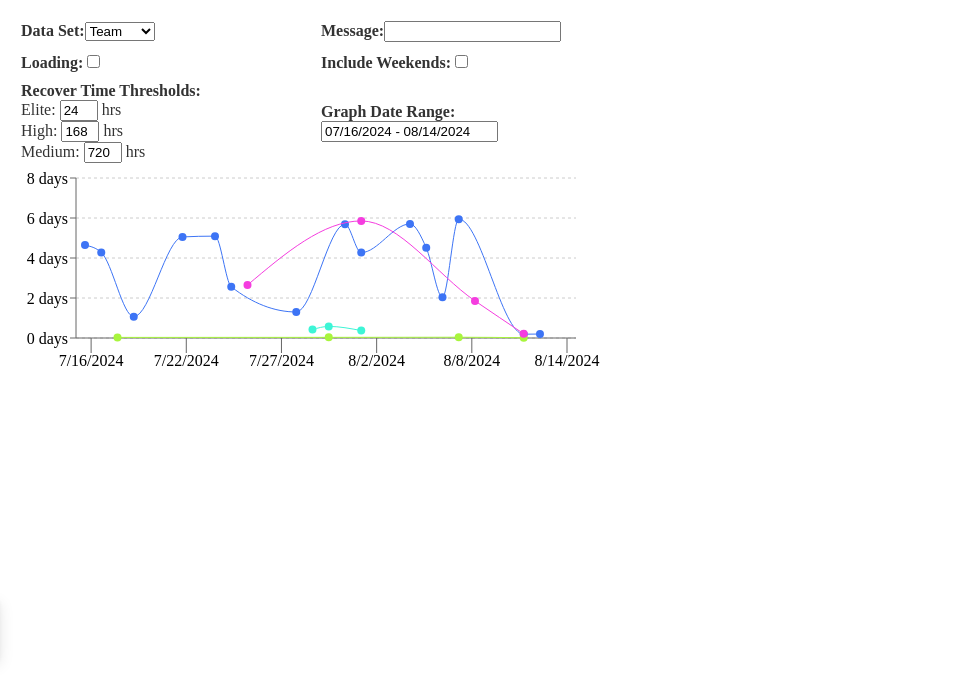 Data Set: Team
Message:
Loading:
Include Weekends:
Recover Time Thresholds:
Elite: 24 hrs
High: 168 hrs
Medium: 720 hrs
Graph Date Range:
07/16/2024 - 08/14/2024
8 days
6 days
4 days
2 days
0 days
7/16/2024 7/22/2024 7/27/2024 8/2/2024 8/8/2024 8/14/2024